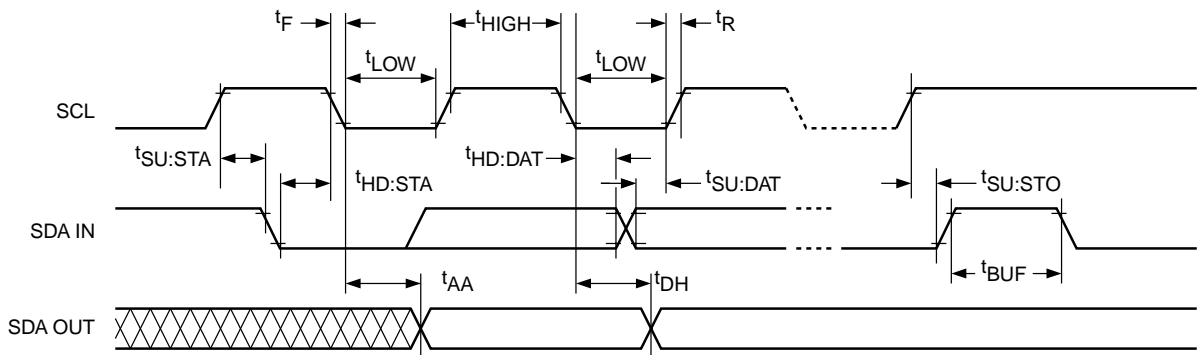 tF
tHIGH
tR
tLOW
tLOW
SCL
tSU:STA
tHD:STA
tHD:DAT
tSU:DAT
tSU:STO
SDA IN
tBUF
tAA
tDH
SDA OUT